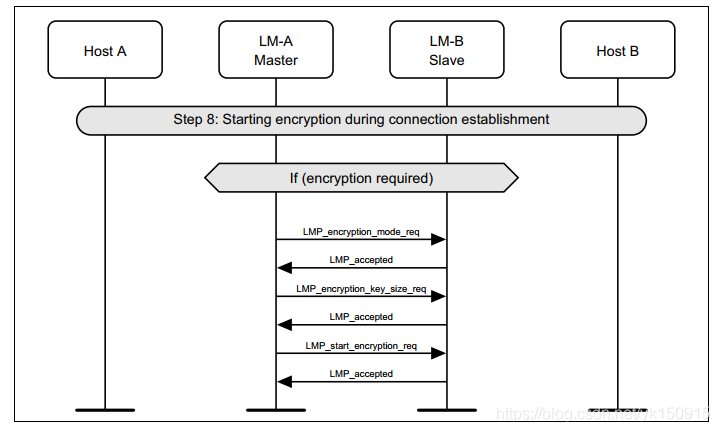 Host A
LM-A
Master
LM-B
Slave
Host B
Step 8: Starting encryption during connection establishment
If (encryption required)
LMP_encryption_mode_req
LMP_accepted
LMP_encryption_key_size_req
LMP_accepted
LMP_start_encryption_req
LMP_accepted
https://blog.csdn.net/yk150915